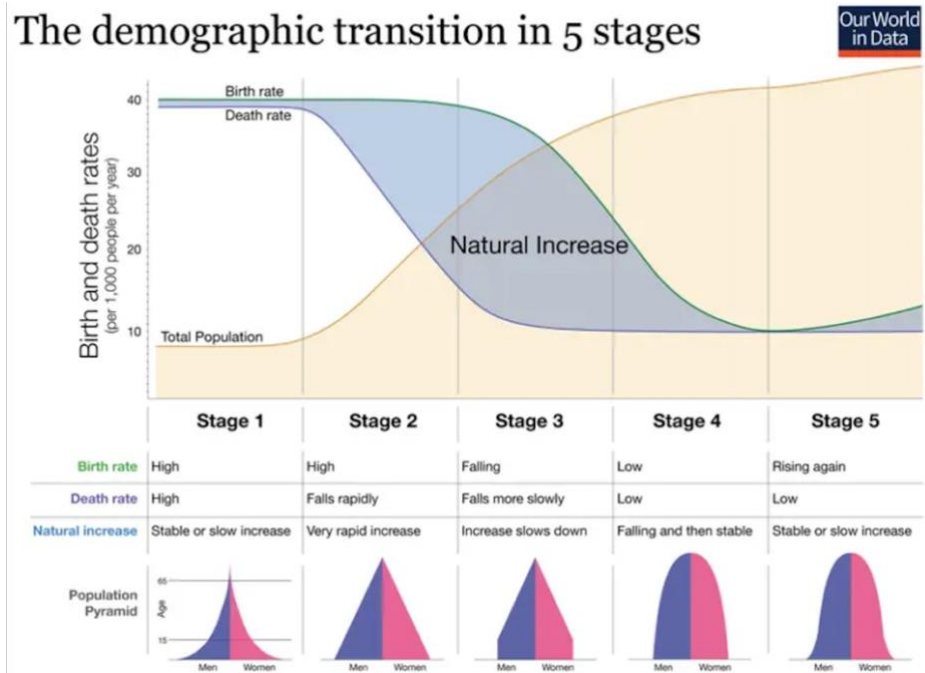 The demographic transition in 5 stages
Our World
in Data
Birth and death rates
(per 1,000 people per year)
40
30
20
10
Birth rate
Death rate
Natural Increase
Total Population
Stage 1
Stage 2
Stage 3
Stage 4
Stage 5
Birth rate
High
High
Falling
Low
Rising again
Death rate
High
Falls rapidly
Falls more slowly
Low
Low
Natural increase
Stable or slow increase
Very rapid increase
Increase slows down
Falling and then stable
Stable or slow increase
Population
Pyramid
65
Age
15
Men
Women
Men
Women
Men
Women
Men
Women
Men
Women